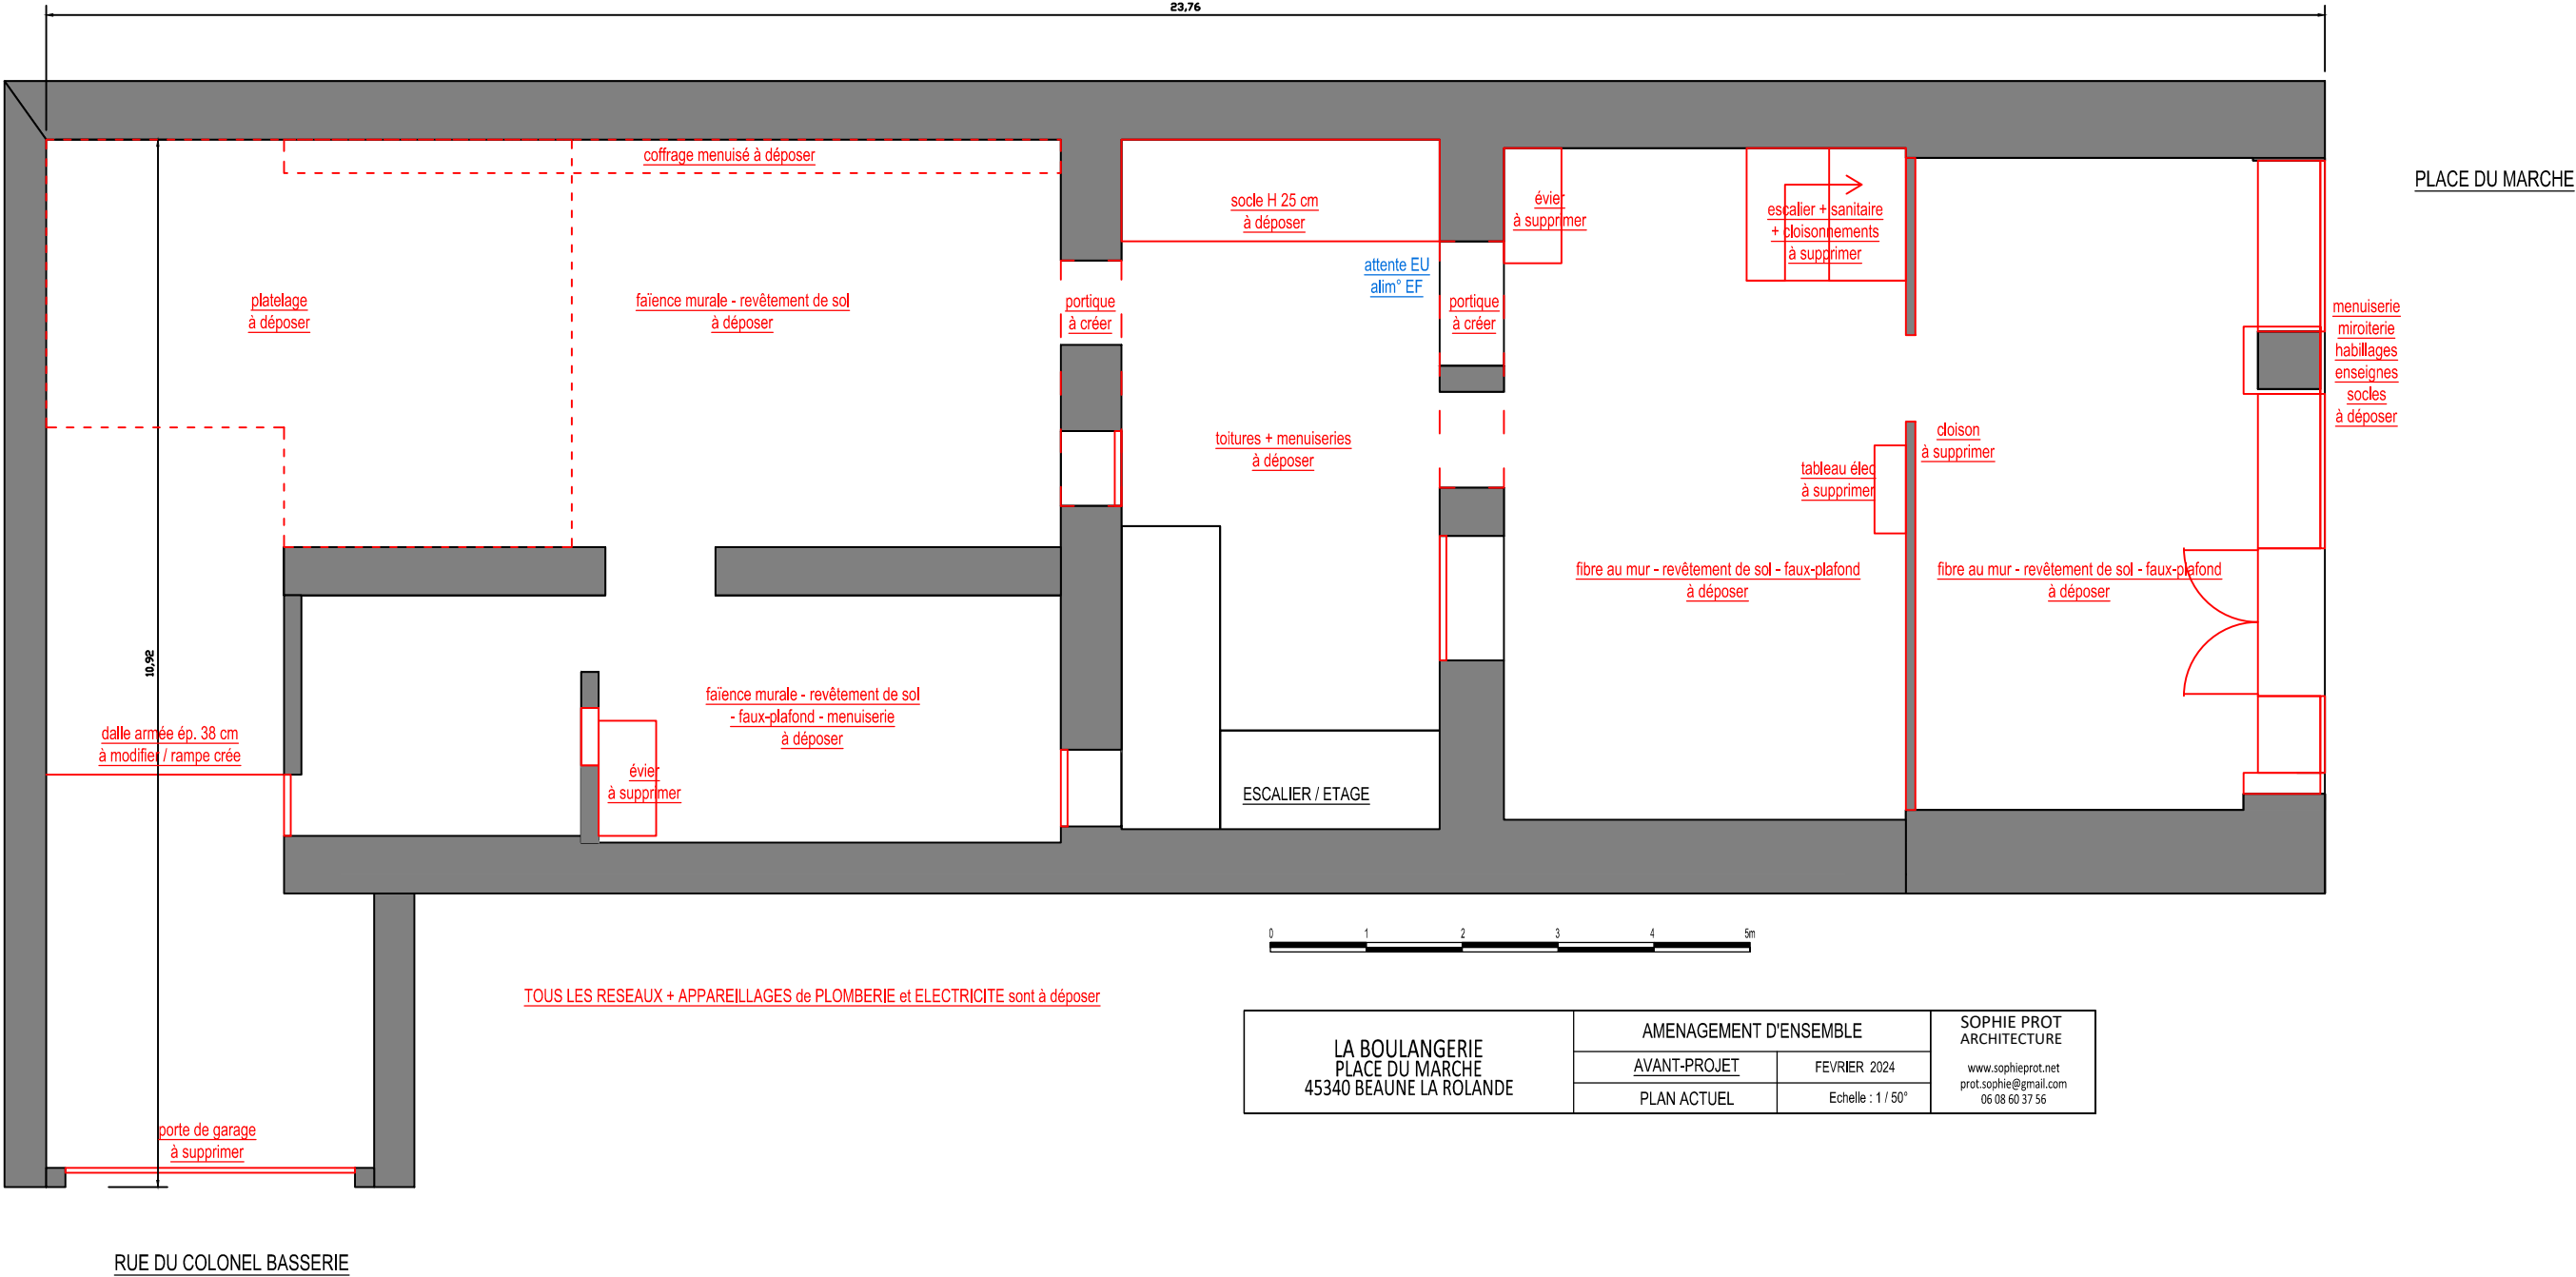 23,76
coffrage menuisé à déposer
PLACE DU MARCHE
socle H 25 cm
à déposer
évier
à supprimer
escalier + sanitaire
+ cloisonnements
à supprimer
attente EU
alim° EF
platelage
à déposer
faïence murale - revêtement de sol
à déposer
portique
à créer
portique
à créer
menuiserie
miroiterie
habillages
enseignes
socles
à déposer
toitures + menuiseries
à déposer
cloison
à supprimer
tableau élec
à supprimer
fibre au mur - revêtement de sol - faux-plafond
à déposer
fibre au mur - revêtement de sol - faux-plafond
à déposer
10,92
faïence murale - revêtement de sol
- faux-plafond - menuiserie
à déposer
dalle armée ép. 38 cm
à modifier / rampe crée
évier
à supprimer
ESCALIER / ETAGE
0 1 2 3 4 5m
TOUS LES RESEAUX + APPAREILLAGES de PLOMBERIE et ELECTRICITE sont à déposer
LA BOULANGERIE
PLACE DU MARCHE
45340 BEAUNE LA ROLANDE
AMENAGEMENT D'ENSEMBLE
AVANT-PROJET
FEVRIER 2024
PLAN ACTUEL
Echelle : 1 / 50°
SOPHIE PROT
ARCHITECTURE
www.sophieprot.net
prot.sophie@gmail.com
06 08 60 37 56
porte de garage
à supprimer
RUE DU COLONEL BASSERIE